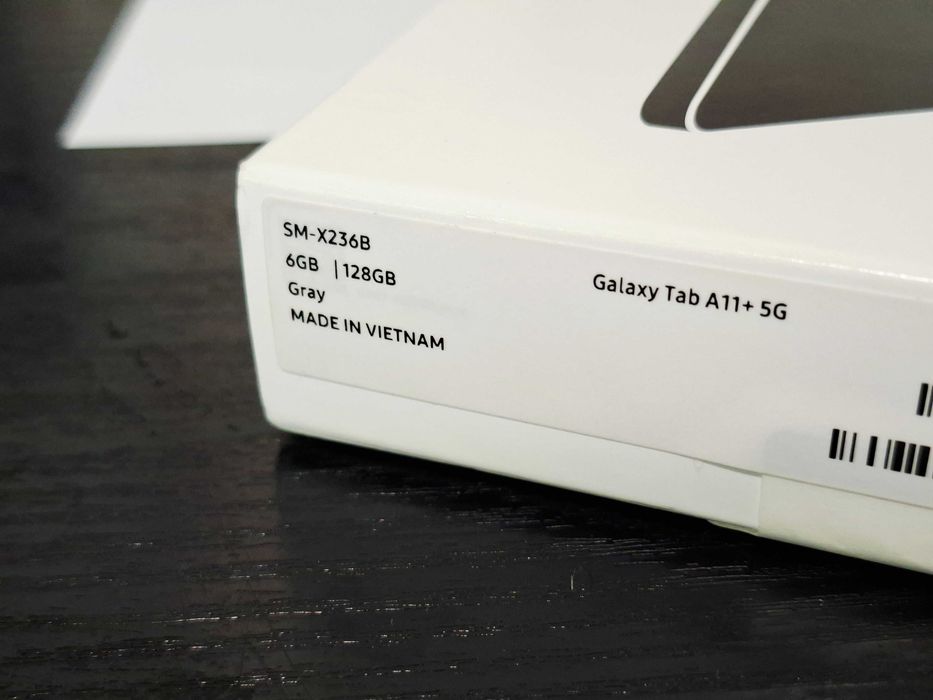 SM-X236B
6GB | 128GB
Gray
MADE IN VIETNAM
Galaxy Tab A11+ 5G